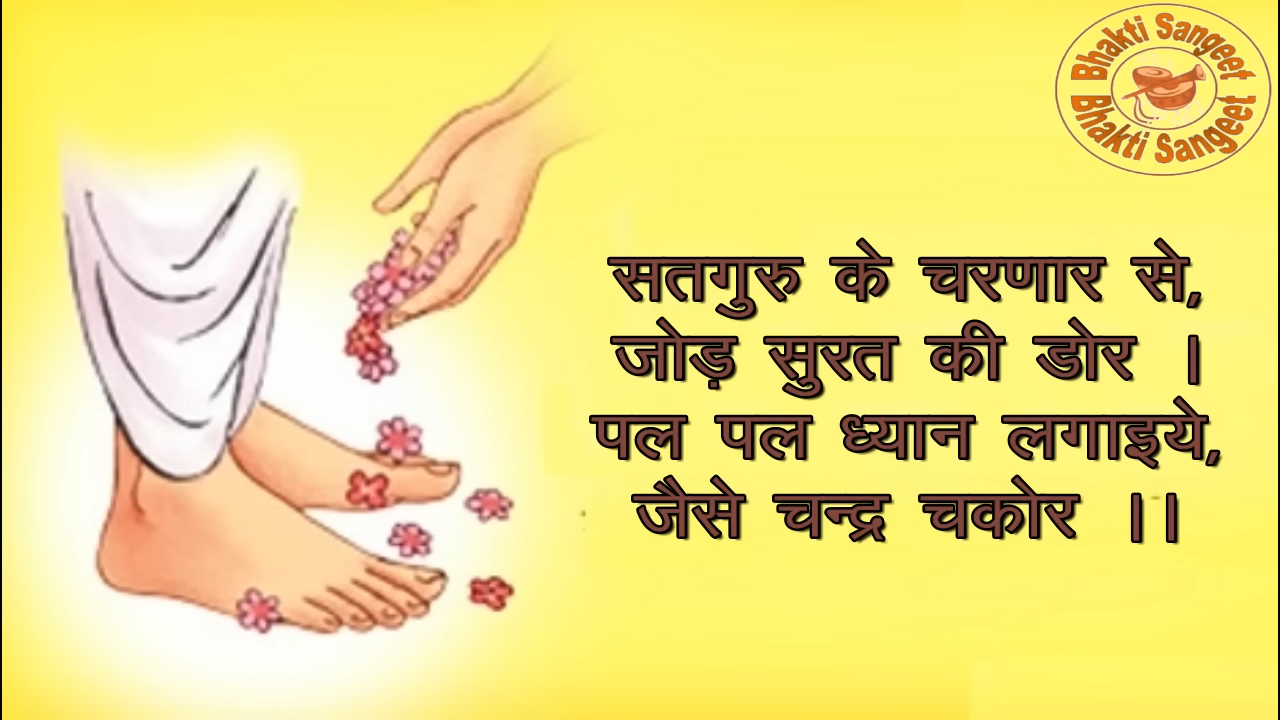 Bhakti Sangeet
Bhakti Sangeet
सतगुरु के चरणार से,
जोड़ सुरत की डोर ।
पल पल ध्यान लगाइये,
जैसे चन्द्र चकोर ।।